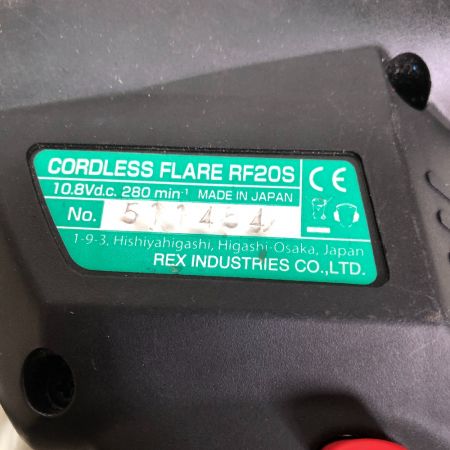 CORDLESS FLARE RF20S
10.8Vd.c. 280 min⁻¹ MADE IN JAPAN
CE
No.
1-9-3, Hishiyahigashi, Higashi-Osaka, Japan
REX INDUSTRIES CO.,LTD.